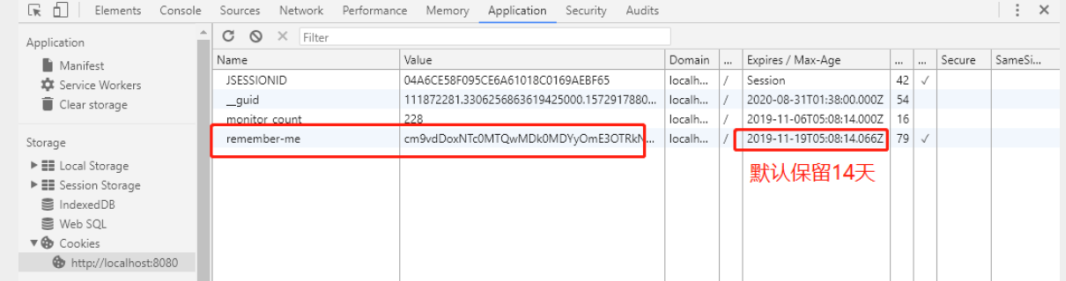 Elements Console Sources Network Performance Memory Application Security Audits
Application
Manifest
Service Workers
Clear storage
Storage
Local Storage
Session Storage
IndexedDB
Web SQL
Cookies
http://localhost:8080
Filter
Name Value Domain ... Expires / Max-Age ... ... Secure SameSi...
JSESSIONID 04A6CE58F095CE6A61018C0169AEBF65 localh... / Session 42 ✓
__guid 111872281.3306256863619425000.1572917880... localh... / 2020-08-31T01:38:00.000Z 54
monitor_count 228 localh... / 2019-11-06T05:08:14.000Z 16
remember-me cm9vdDoxNTc0MTQwMDk0MDYyOmE3OTRkN... localh... / 2019-11-19T05:08:14.066Z 79 ✓
默认保留14天